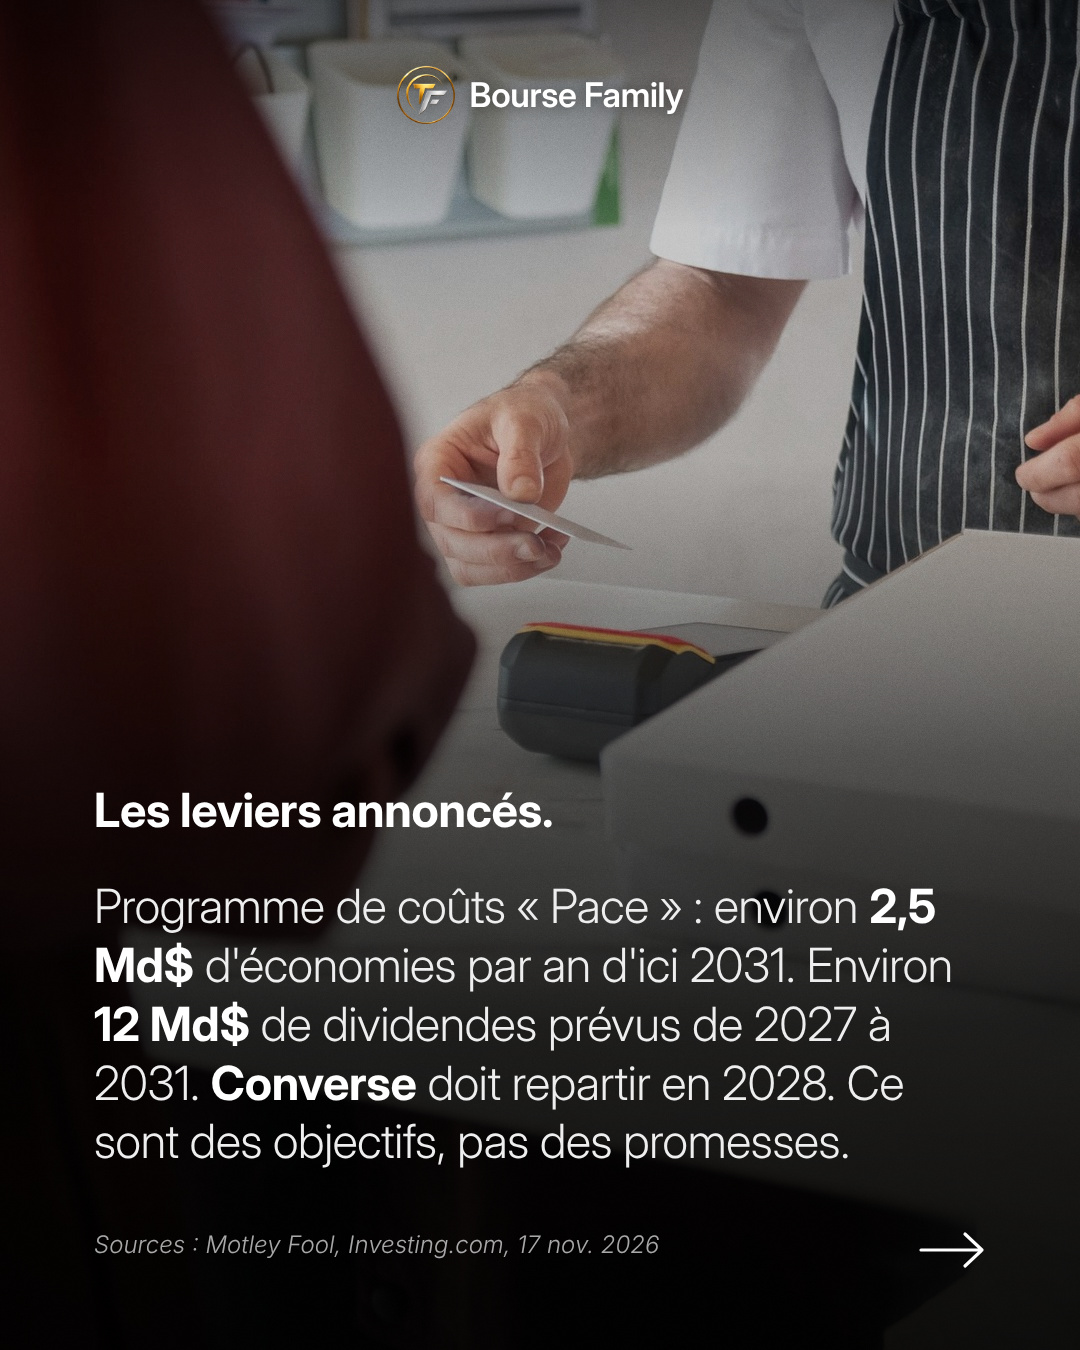 TF Bourse Family
Les leviers annoncés.
Programme de coûts « Pace » : environ 2,5
Md$ d'économies par an d'ici 2031. Environ
12 Md$ de dividendes prévus de 2027 à
2031. Converse doit repartir en 2028. Ce
sont des objectifs, pas des promesses.
Sources : Motley Fool, Investing.com, 17 nov. 2026